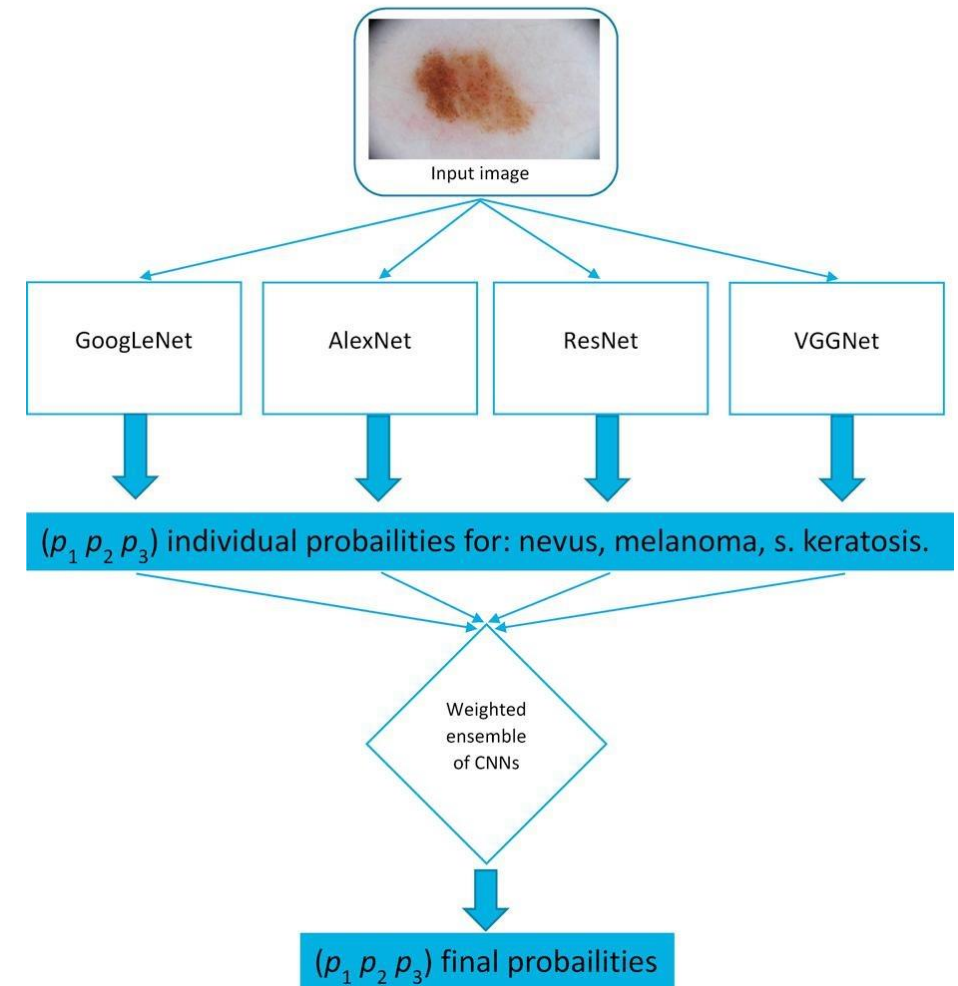 Input image
GoogLeNet
AlexNet
ResNet
VGGNet
(p1 p2 p3) individual probailities for: nevus, melanoma, s. keratosis.
Weighted
ensemble
of CNNs
(p1 p2 p3) final probailities